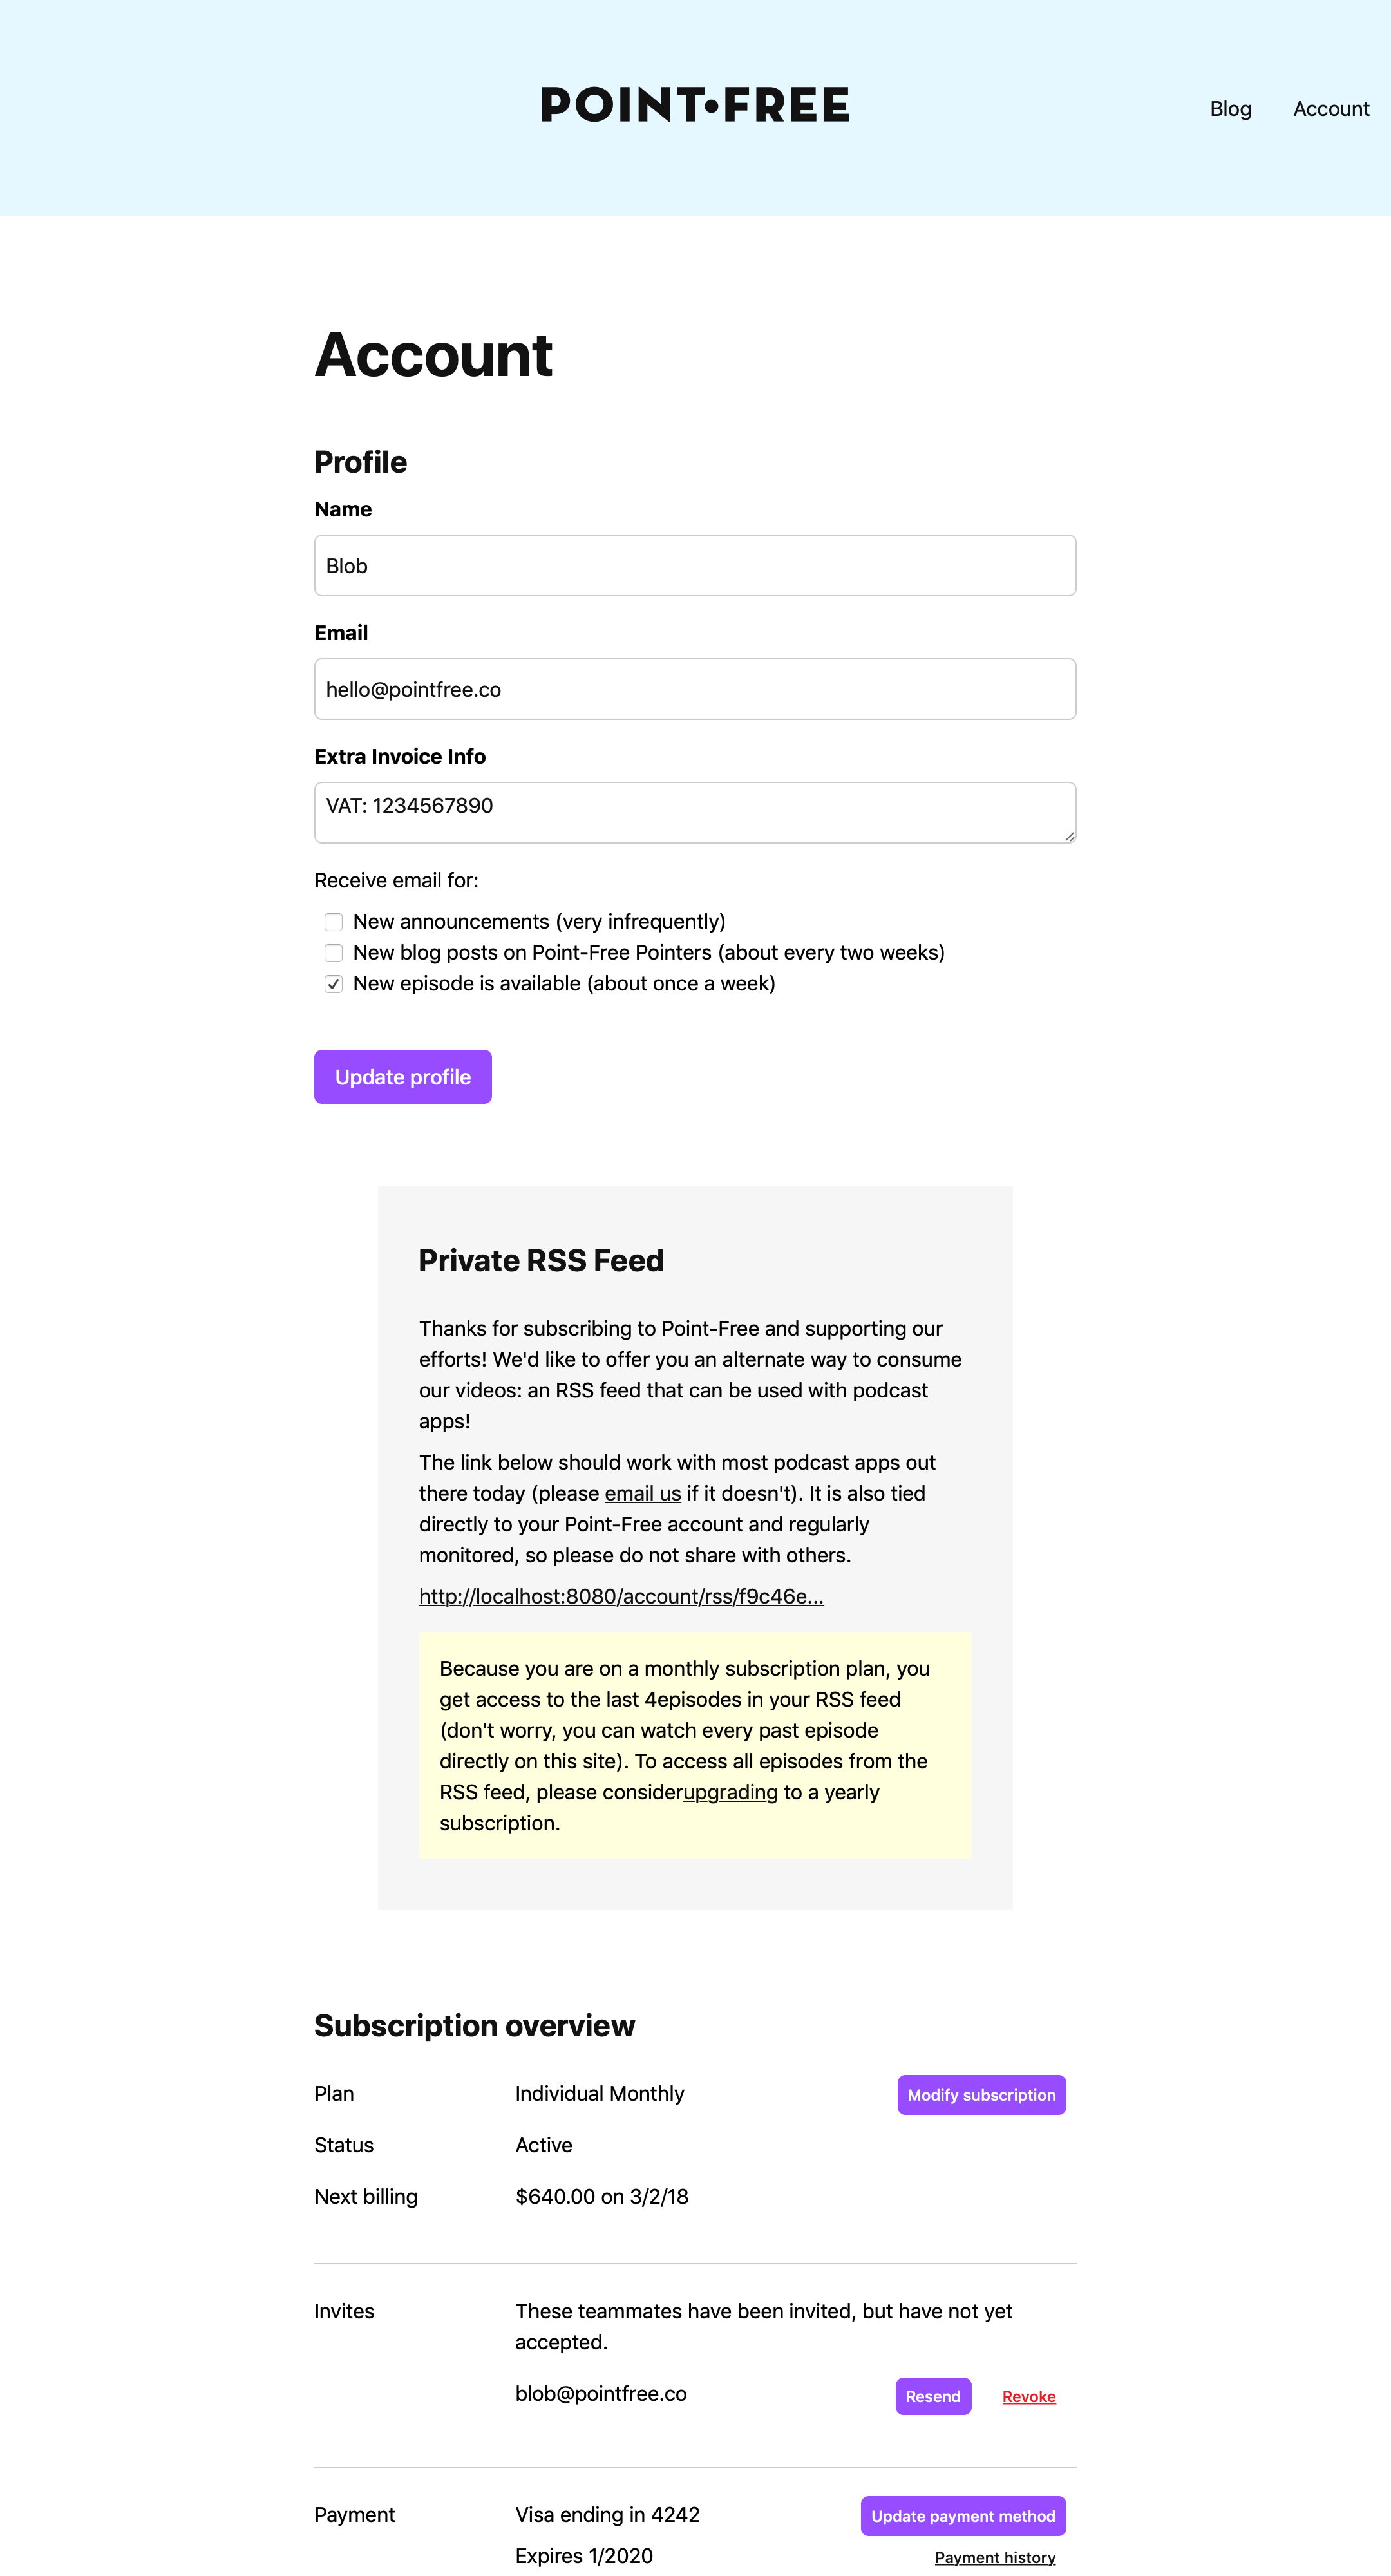 POINT•FREE
Blog Account
Account
Profile
Name
Blob
Email
hello@pointfree.co
Extra Invoice Info
VAT: 1234567890
Receive email for:
New announcements (very infrequently)
New blog posts on Point-Free Pointers (about every two weeks)
New episode is available (about once a week)
Update profile
Private RSS Feed
Thanks for subscribing to Point-Free and supporting our
efforts! We'd like to offer you an alternate way to consume
our videos: an RSS feed that can be used with podcast
apps!
The link below should work with most podcast apps out
there today (please email us if it doesn't). It is also tied
directly to your Point-Free account and regularly
monitored, so please do not share with others.
http://localhost:8080/account/rss/f9c46e...
Because you are on a monthly subscription plan, you
get access to the last 4episodes in your RSS feed
(don't worry, you can watch every past episode
directly on this site). To access all episodes from the
RSS feed, please considerupgrading to a yearly
subscription.
Subscription overview
Plan Individual Monthly Modify subscription
Status Active
Next billing $640.00 on 3/2/18
Invites These teammates have been invited, but have not yet
accepted.
blob@pointfree.co Resend Revoke
Payment Visa ending in 4242 Update payment method
Expires 1/2020 Payment history